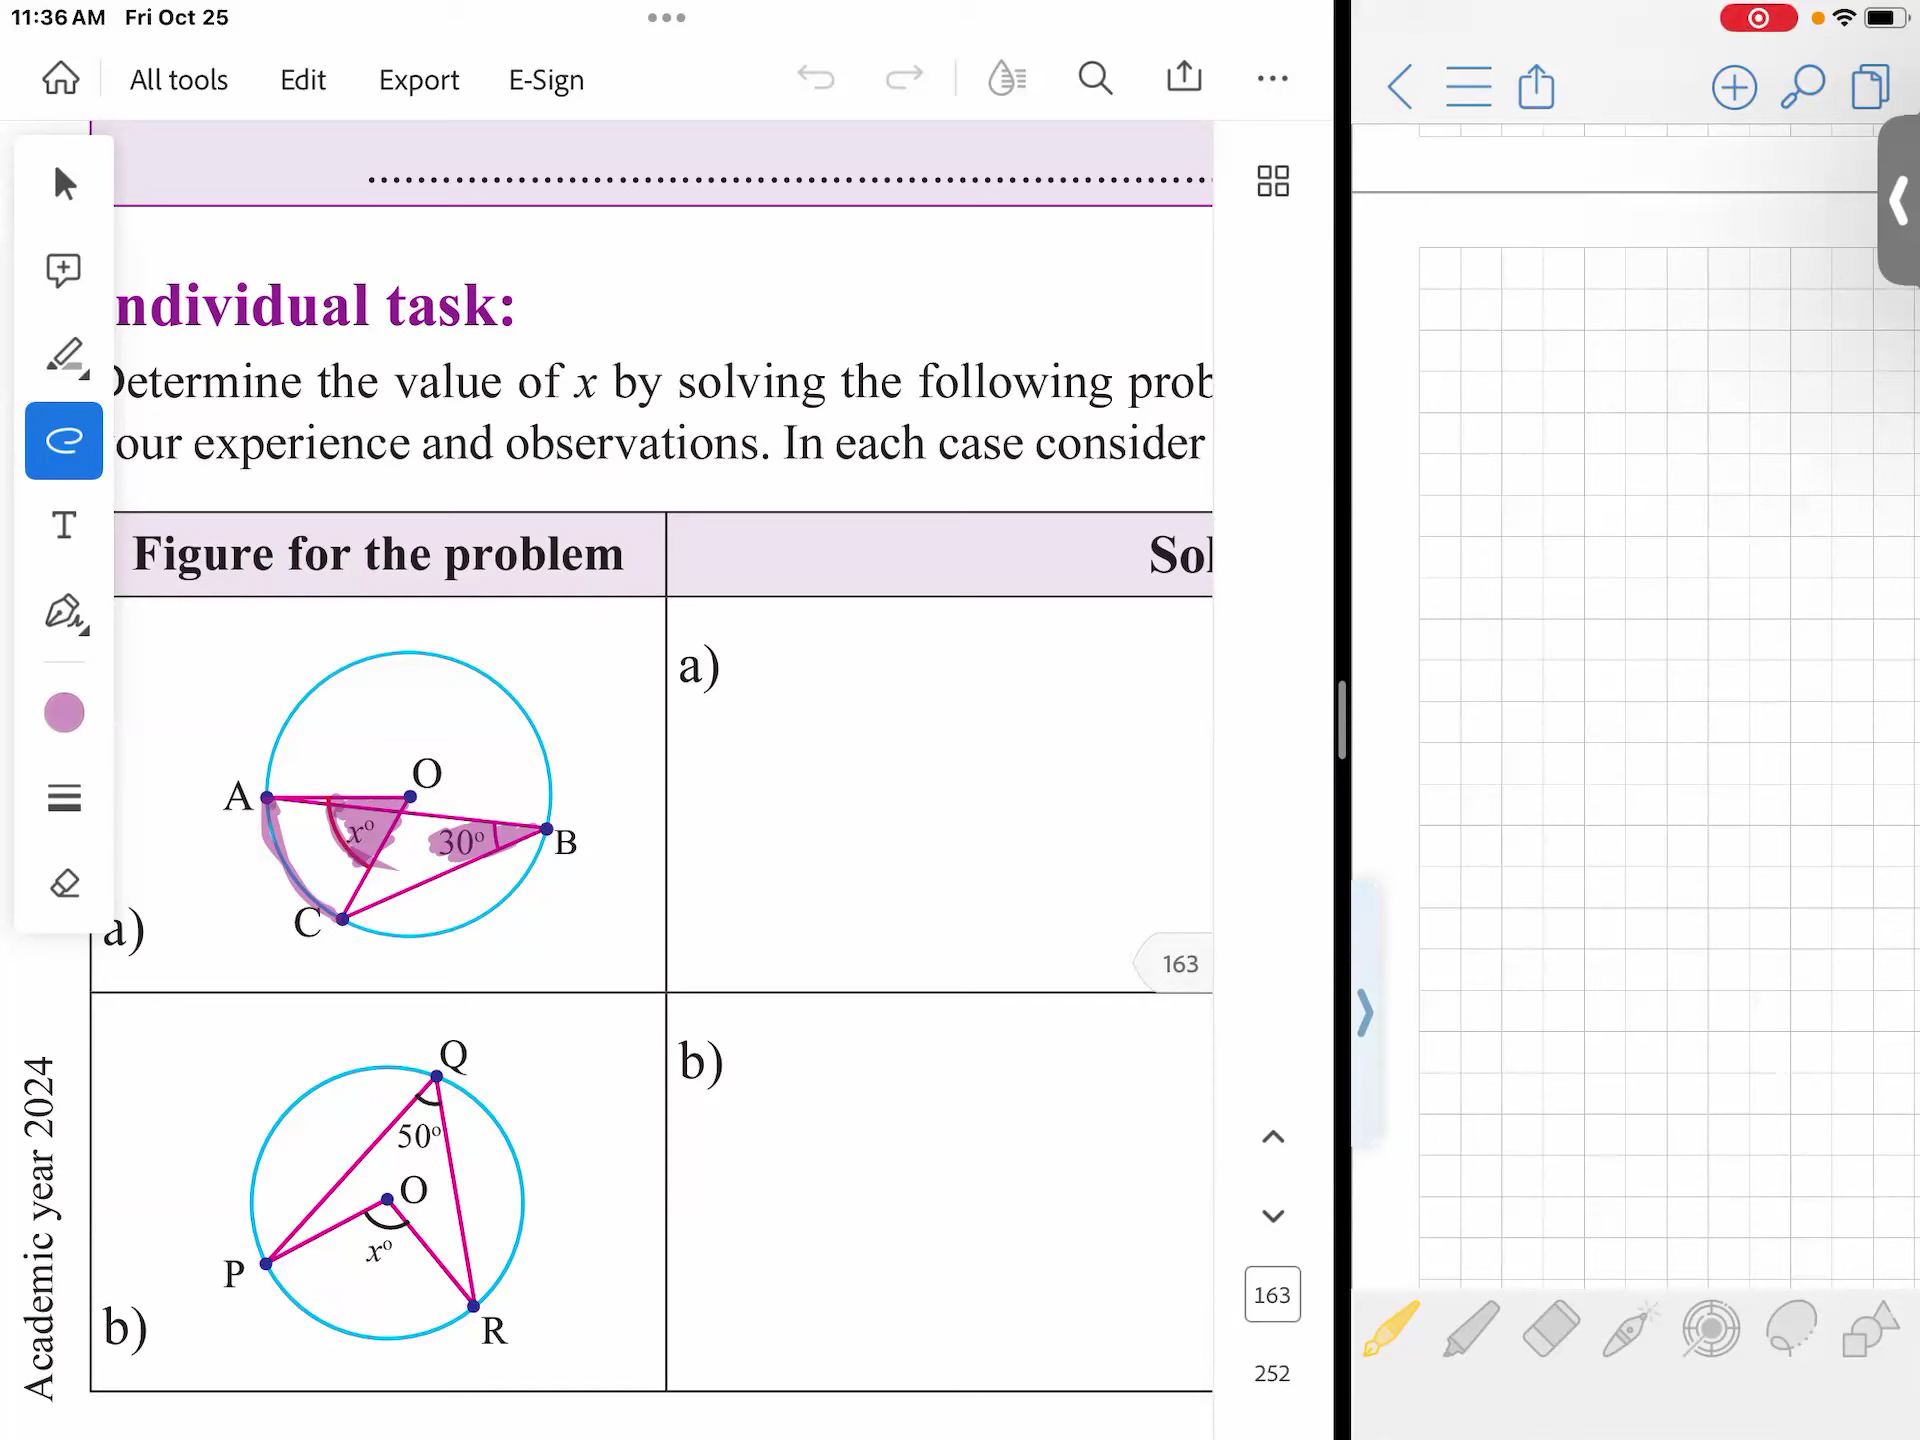 11:36 AM Fri Oct 25
All tools Edit Export E-Sign
ndividual task:
Determine the value of x by solving the following prob
our experience and observations. In each case consider
Figure for the problem Sol
A O B C
x° 30°
a)
a)
163
Q
50°
O
x°
P
R
b)
b)
Academic year 2024
163
252